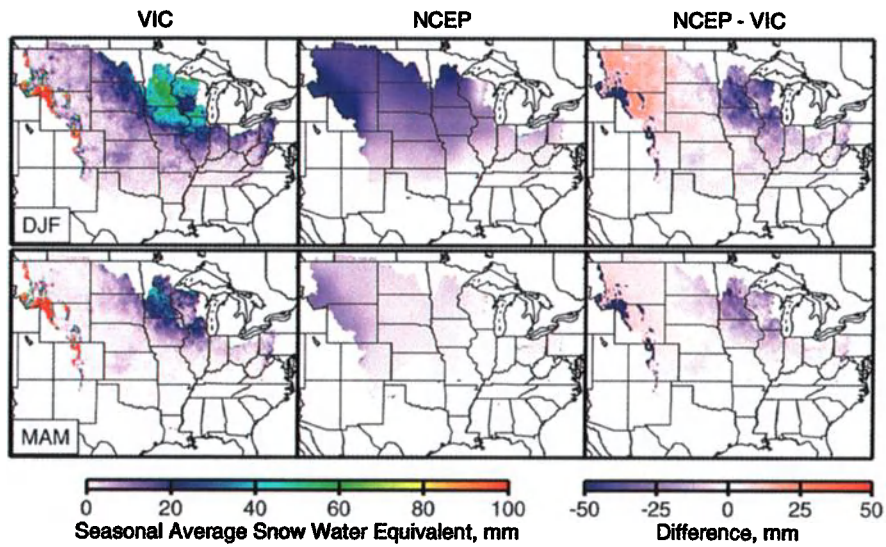 VIC NCEP NCEP - VIC
DJF
MAM
0 20 40 60 80 100 -50 -25 0 25 50
Seasonal Average Snow Water Equivalent, mm Difference, mm